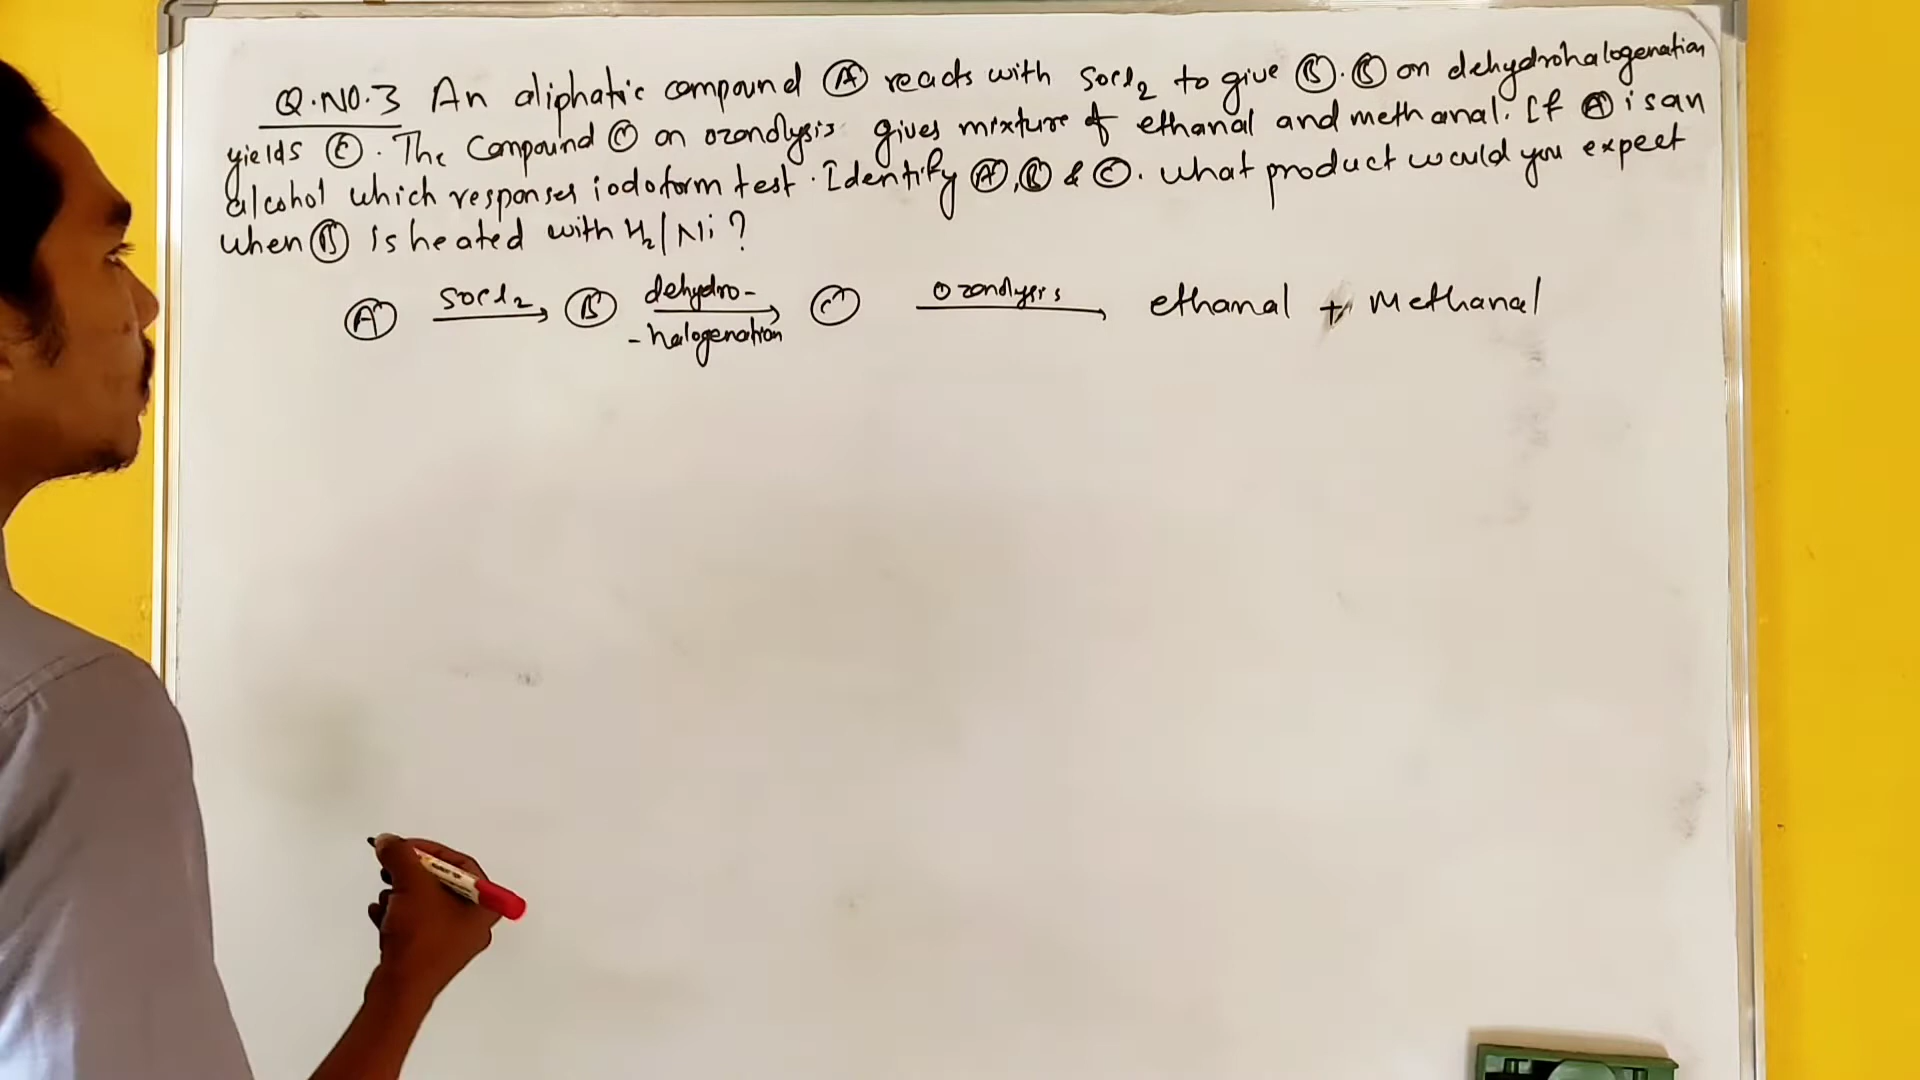 Q.NO.3 An aliphatic compound (A) reacts with SOCl2 to give (B). (B) on dehydrohalogenation
yields (C). The compound (C) on ozonolysis gives mixture of ethanal and methanal. If (A) is an
alcohol which responses iodoform test. Identify (A), (B) & (C). What product would you expect
when (B) is heated with H2/Ni?
(A) SOCl2 → (B) dehydro- -halogenation → (C) Ozonolysis → ethanal + Methanal